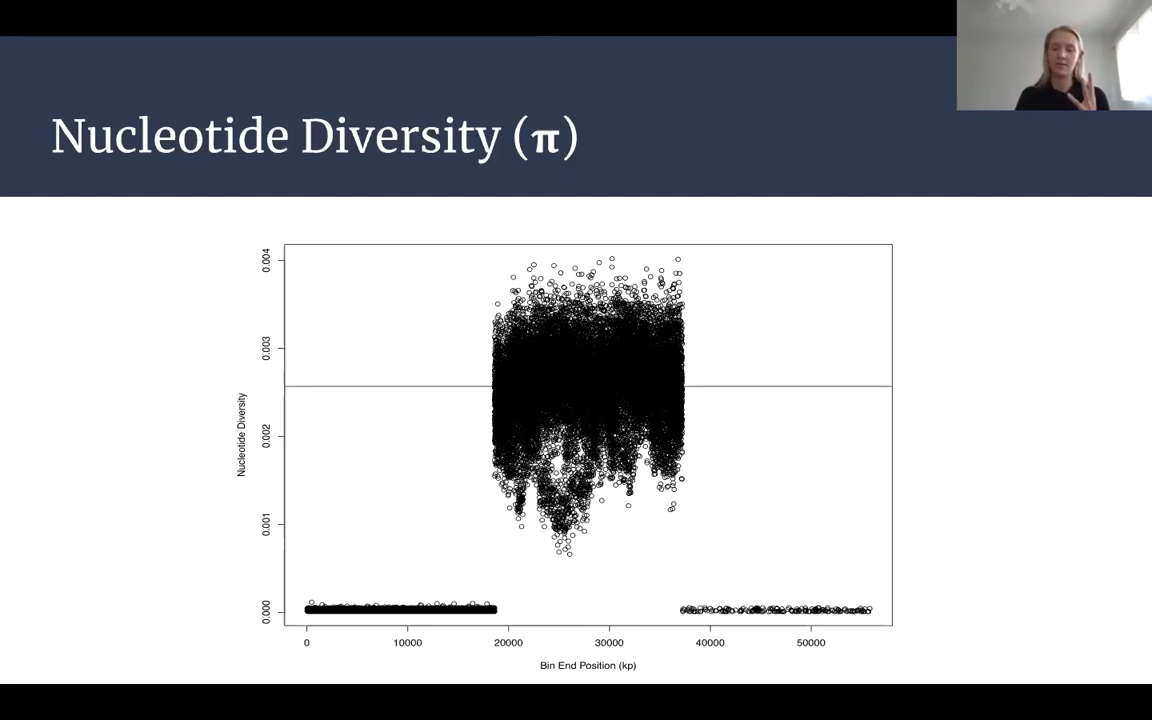 Nucleotide Diversity (π)
0.004
0.003
0.002
0.001
0.000
Nucleotide Diversity
0 10000 20000 30000 40000 50000
Bin End Position (kp)